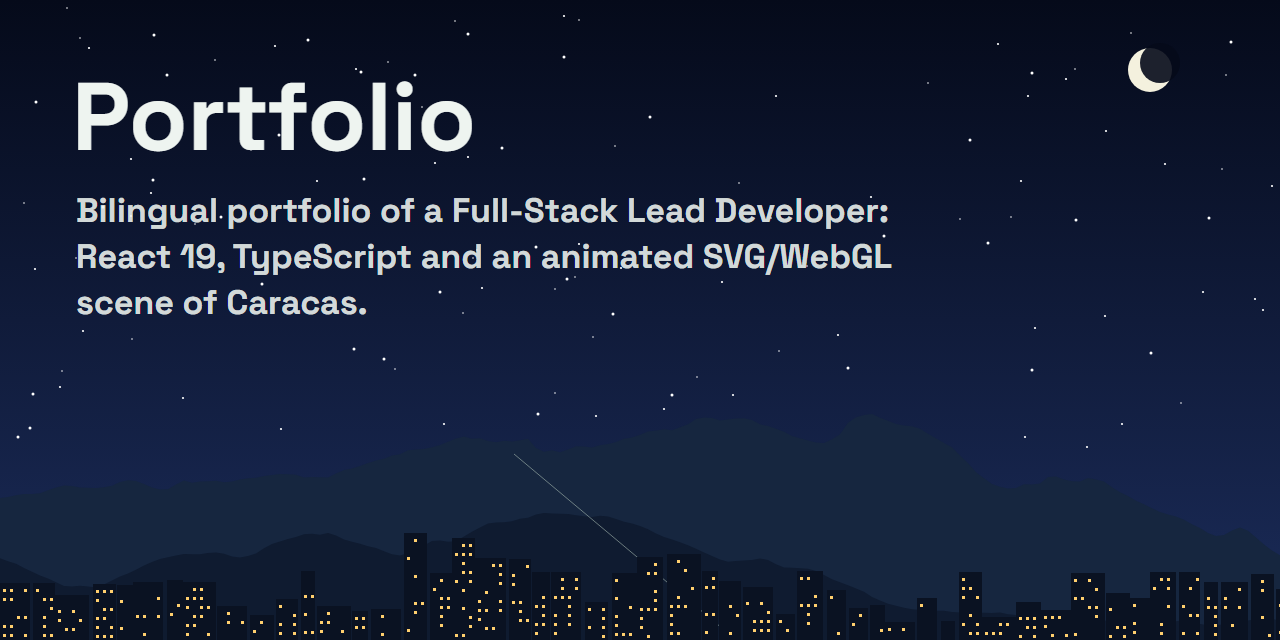 Portfolio
Bilingual portfolio of a Full-Stack Lead Developer:
React 19, TypeScript and an animated SVG/WebGL
scene of Caracas.